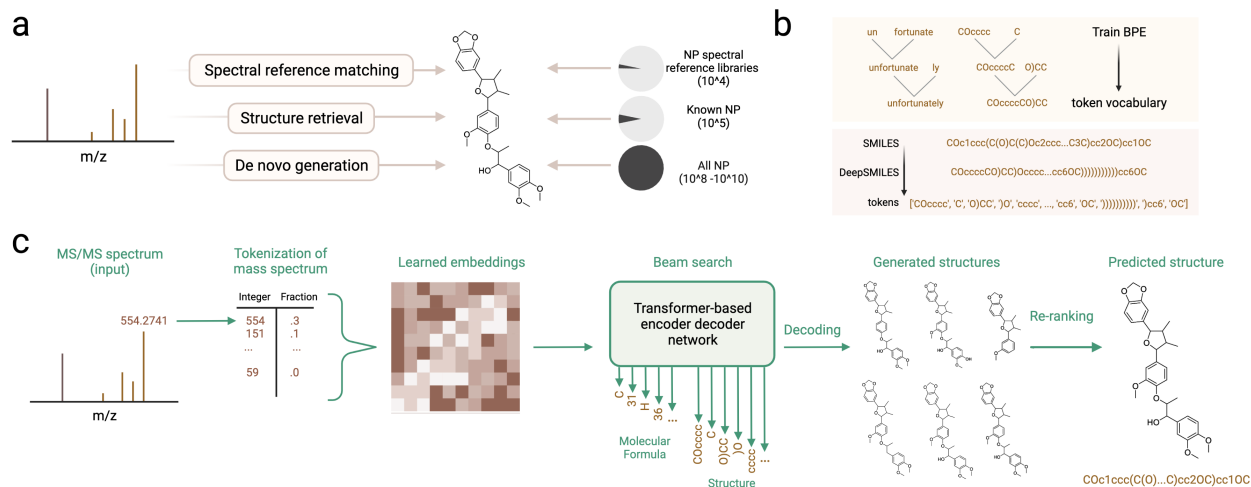 a
Spectral reference matching
Structure retrieval
De novo generation
m/z
O
O
O
O
O
HO
O
O
NP spectral
reference libraries
(10^4)
Known NP
(10^5)
All NP
(10^8 -10^10)
b
un fortunate COcccc C
unfortunate ly COccccC O)CC
unfortunately COccccCO)CC
Train BPE
token vocabulary
SMILES COc1ccc(C(O)C(C)Oc2ccc...C3C)cc2OC)cc1OC
DeepSMILES COccccCO)CC)Occcc...cc6OC)))))))))))cc6OC
tokens ['COcccc', 'C', 'O)CC', ')O', 'cccc', ..., 'cc6', 'OC', '))))))))))', ')cc6', 'OC']
c
MS/MS spectrum
(input)
554.2741
m/z
Tokenization of
mass spectrum
Integer Fraction
554 .3
151 .1
... ...
59 .0
Learned embeddings
Beam search
Transformer-based
encoder decoder
network
C
31
H
36
...
Molecular
Formula
COcccc
C
O)CC
)O
cccc
...
Structure
Decoding
Generated structures
Re-ranking
Predicted structure
O
O
O
O
O
HO
O
O
COc1ccc(C(O)...C)cc2OC)cc1OC